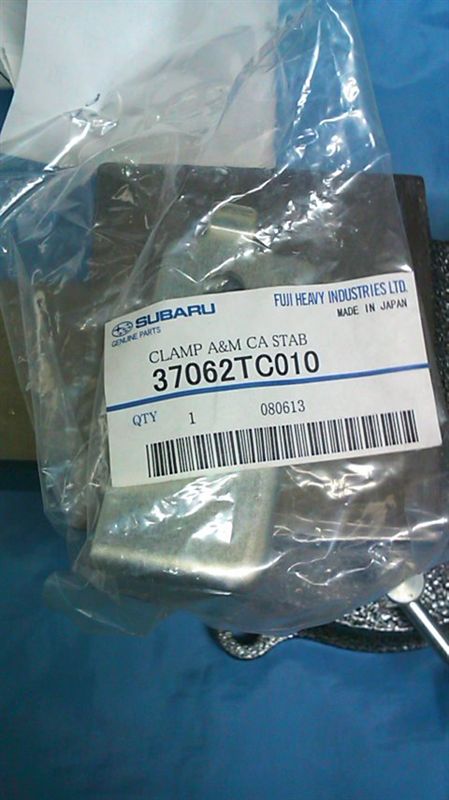 SUBARU
GENUINE PARTS
FUJI HEAVY INDUSTRIES LTD.
MADE IN JAPAN
CLAMP A&M CA STAB
37062TC010
QTY 1 080613